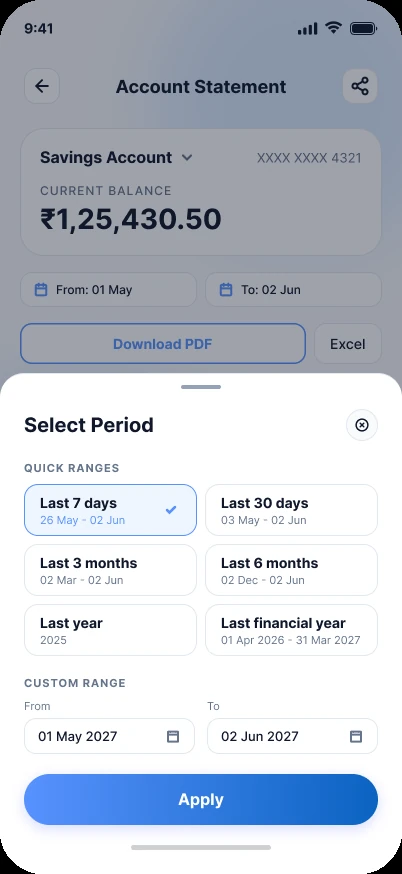 9:41
Account Statement
Savings Account
XXXX XXXX 4321
CURRENT BALANCE
₹1,25,430.50
From: 01 May
To: 02 Jun
Download PDF
Excel
Select Period
QUICK RANGES
Last 7 days
26 May - 02 Jun
Last 30 days
03 May - 02 Jun
Last 3 months
02 Mar - 02 Jun
Last 6 months
02 Dec - 02 Jun
Last year
2025
Last financial year
01 Apr 2026 - 31 Mar 2027
CUSTOM RANGE
From
To
01 May 2027
02 Jun 2027
Apply